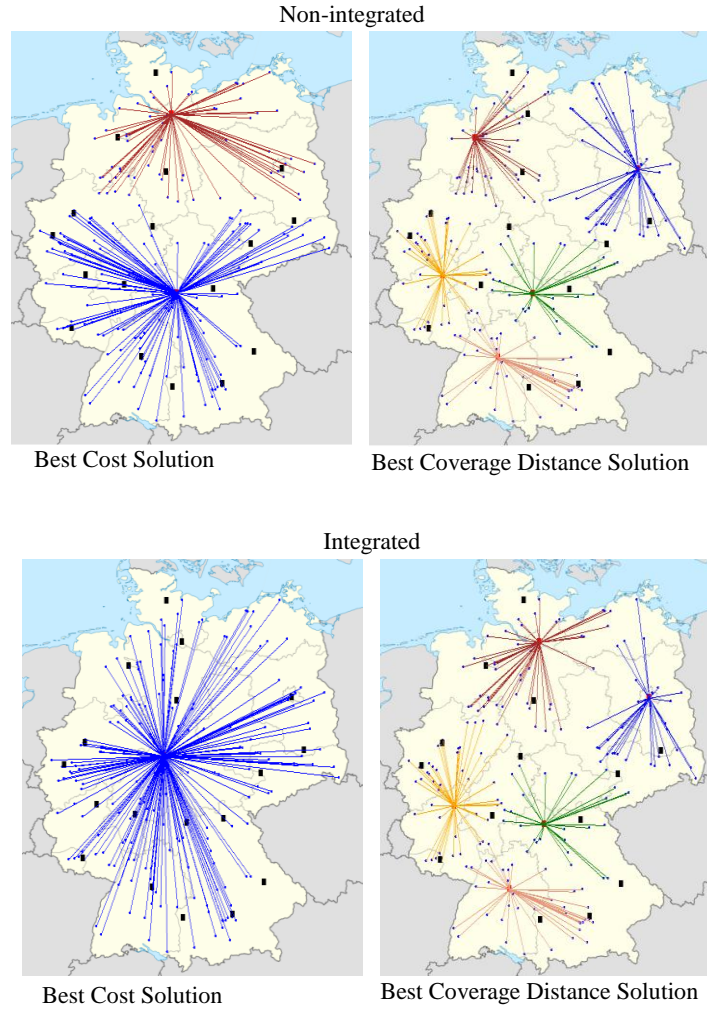 Non-integrated
Best Cost Solution
Best Coverage Distance Solution
Integrated
Best Cost Solution
Best Coverage Distance Solution